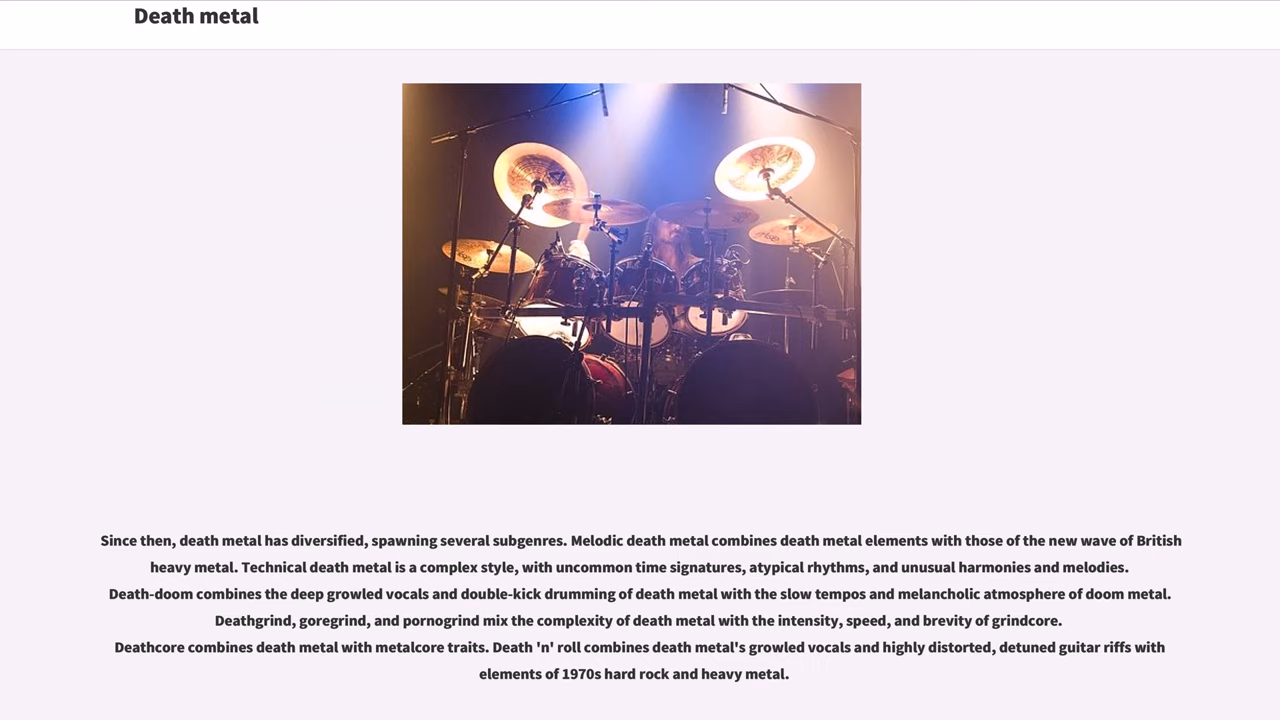 Death metal
Since then, death metal has diversified, spawning several subgenres. Melodic death metal combines death metal elements with those of the new wave of British
heavy metal. Technical death metal is a complex style, with uncommon time signatures, atypical rhythms, and unusual harmonies and melodies.
Death-doom combines the deep growled vocals and double-kick drumming of death metal with the slow tempos and melancholic atmosphere of doom metal.
Deathgrind, goregrind, and pornogrind mix the complexity of death metal with the intensity, speed, and brevity of grindcore.
Deathcore combines death metal with metalcore traits. Death 'n' roll combines death metal's growled vocals and highly distorted, detuned guitar riffs with
elements of 1970s hard rock and heavy metal.